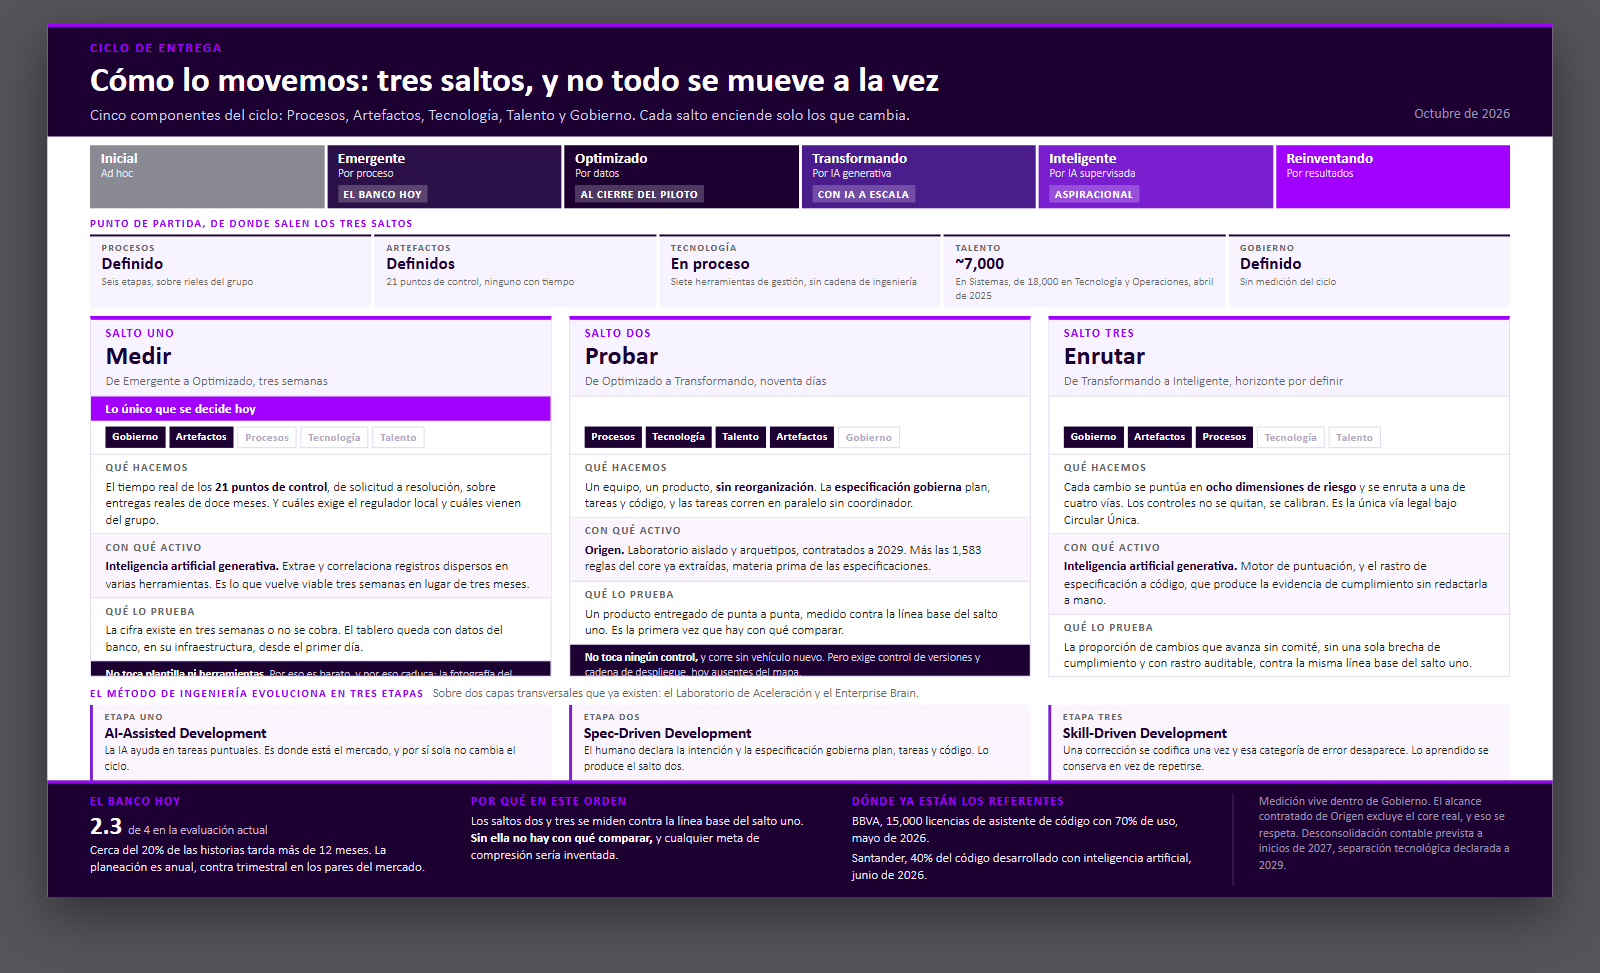 CICLO DE ENTREGA
Cómo lo movemos: tres saltos, y no todo se mueve a la vez
Cinco componentes del ciclo: Procesos, Artefactos, Tecnología, Talento y Gobierno. Cada salto enciende solo los que cambia.
Octubre de 2026
Inicial
Ad hoc
Emergente
Por proceso
EL BANCO HOY
Optimizado
Por datos
AL CIERRE DEL PILOTO
Transformando
Por IA generativa
CON IA A ESCALA
Inteligente
Por IA supervisada
ASPIRACIONAL
Reinventando
Por resultados
PUNTO DE PARTIDA, DE DONDE SALEN LOS TRES SALTOS
PROCESOS
Definido
Seis etapas, sobre rieles del grupo
ARTEFACTOS
Definidos
21 puntos de control, ninguno con tiempo
TECNOLOGÍA
En proceso
Siete herramientas de gestión, sin cadena de ingeniería
TALENTO
~7,000
En Sistemas, de 18,000 en Tecnología y Operaciones, abril
de 2025
GOBIERNO
Definido
Sin medición del ciclo
SALTO UNO
Medir
De Emergente a Optimizado, tres semanas
Lo único que se decide hoy
Gobierno Artefactos Procesos Tecnología Talento
QUÉ HACEMOS
El tiempo real de los 21 puntos de control, de solicitud a resolución, sobre
entregas reales de doce meses. Y cuáles exige el regulador local y cuáles vienen
del grupo.
CON QUÉ ACTIVO
Inteligencia artificial generativa. Extrae y correlaciona registros dispersos en
varias herramientas. Es lo que vuelve viable tres semanas en lugar de tres meses.
QUÉ LO PRUEBA
La cifra existe en tres semanas o no se cobra. El tablero queda con datos del
banco, en su infraestructura, desde el primer día.
No toca plantilla ni herramientas. Por eso es barato, y por eso caduca: la fotografía del
SALTO DOS
Probar
De Optimizado a Transformando, noventa días
Procesos Tecnología Talento Artefactos Gobierno
QUÉ HACEMOS
Un equipo, un producto, sin reorganización. La especificación gobierna plan,
tareas y código, y las tareas corren en paralelo sin coordinador.
CON QUÉ ACTIVO
Origen. Laboratorio aislado y arquetipos, contratados a 2029. Más las 1,583
reglas del core ya extraídas, materia prima de las especificaciones.
QUÉ LO PRUEBA
Un producto entregado de punta a punta, medido contra la línea base del salto
uno. Es la primera vez que hay con qué comparar.
No toca ningún control, y corre sin vehículo nuevo. Pero exige control de versiones y
cadena de despliegue, hoy ausentes del mapa.
SALTO TRES
Enrutar
De Transformando a Inteligente, horizonte por definir
Gobierno Artefactos Procesos Tecnología Talento
QUÉ HACEMOS
Cada cambio se puntúa en ocho dimensiones de riesgo y se enruta a una de
cuatro vías. Los controles no se quitan, se calibran. Es la única vía legal bajo
Circular Única.
CON QUÉ ACTIVO
Inteligencia artificial generativa. Motor de puntuación, y el rastro de
especificación a código, que produce la evidencia de cumplimiento sin redactarla
a mano.
QUÉ LO PRUEBA
La proporción de cambios que avanza sin comité, sin una sola brecha de
cumplimiento y con rastro auditable, contra la misma línea base del salto uno.
EL MÉTODO DE INGENIERÍA EVOLUCIONA EN TRES ETAPAS Sobre dos capas transversales que ya existen: el Laboratorio de Aceleración y el Enterprise Brain.
ETAPA UNO
AI-Assisted Development
La IA ayuda en tareas puntuales. Es donde está el mercado, y por sí sola no cambia el
ciclo.
ETAPA DOS
Spec-Driven Development
El humano declara la intención y la especificación gobierna plan, tareas y código. Lo
produce el salto dos.
ETAPA TRES
Skill-Driven Development
Una corrección se codifica una vez y esa categoría de error desaparece. Lo aprendido se
conserva en vez de repetirse.
EL BANCO HOY
2.3 de 4 en la evaluación actual
Cerca del 20% de las historias tarda más de 12 meses. La
planeación es anual, contra trimestral en los pares del mercado.
POR QUÉ EN ESTE ORDEN
Los saltos dos y tres se miden contra la línea base del salto uno.
Sin ella no hay con qué comparar, y cualquier meta de
compresión sería inventada.
DÓNDE YA ESTÁN LOS REFERENTES
BBVA, 15,000 licencias de asistente de código con 70% de uso,
mayo de 2026.
Santander, 40% del código desarrollado con inteligencia artificial,
junio de 2026.
Medición vive dentro de Gobierno. El alcance
contratado de Origen excluye el core real, y eso se
respeta. Desconsolidación contable prevista a
inicios de 2027, separación tecnológica declarada a
2029.